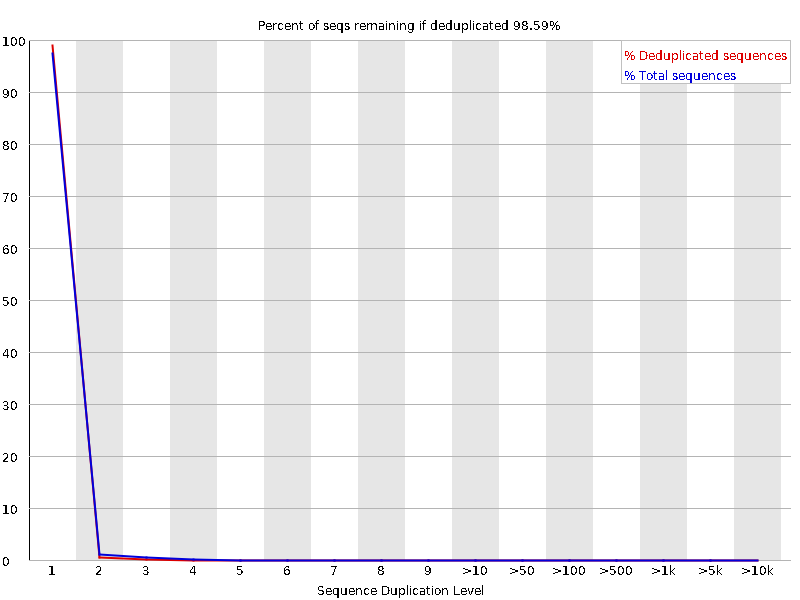 Percent of seqs remaining if deduplicated 98.59%
% Deduplicated sequences
% Total sequences
100
90
80
70
60
50
40
30
20
10
0
1 2 3 4 5 6 7 8 9 >10 >50 >100 >500 >1k >5k >10k
Sequence Duplication Level